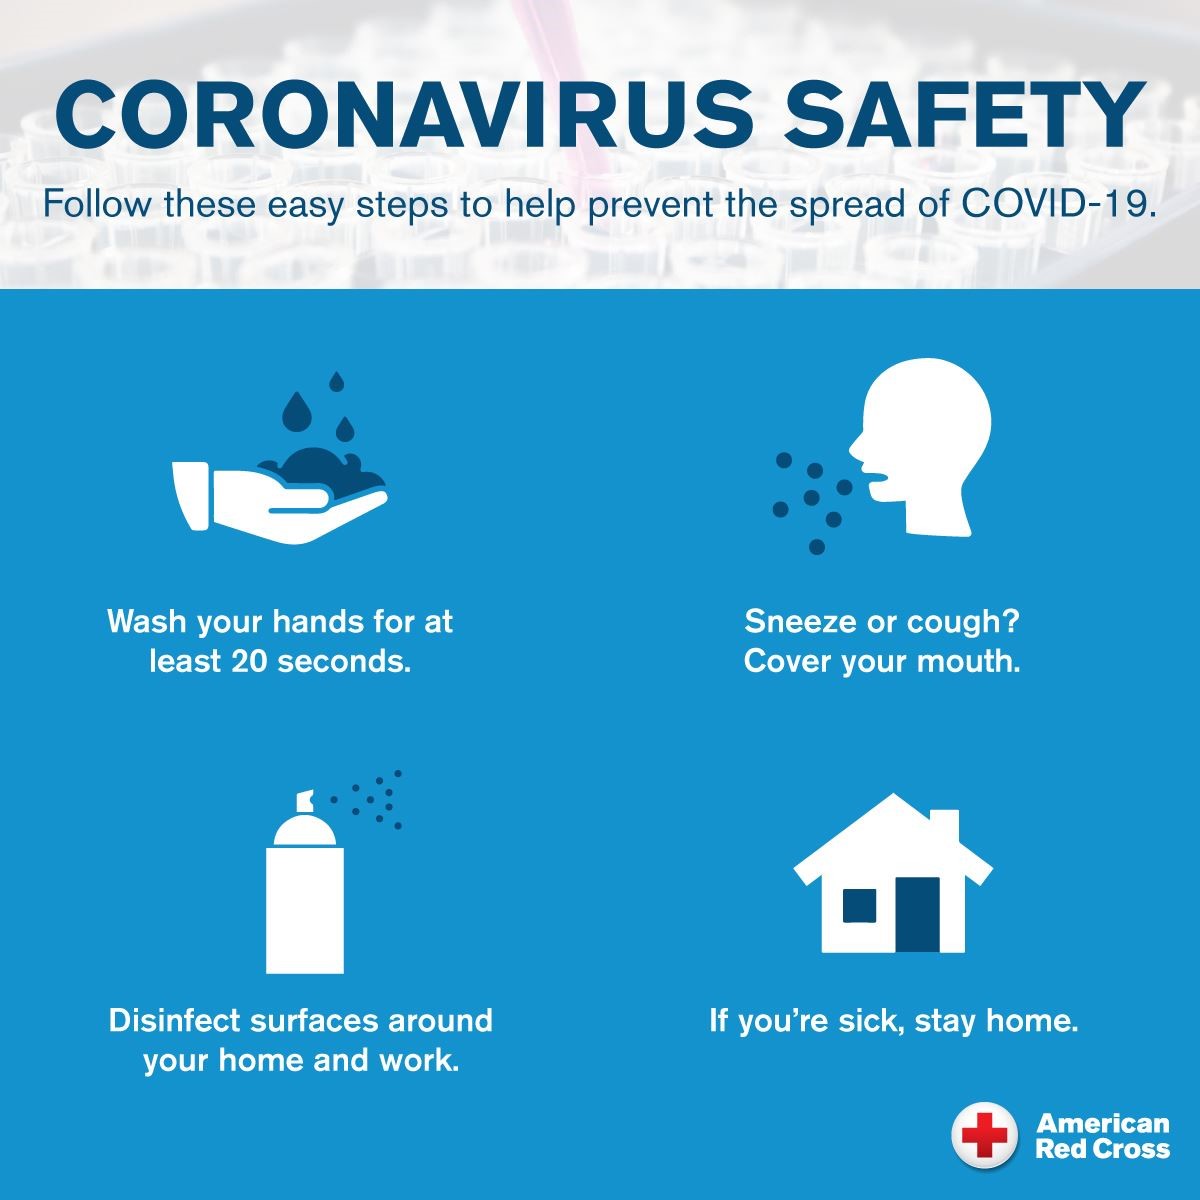 CORONAVIRUS SAFETY
Follow these easy steps to help prevent the spread of COVID-19.
Wash your hands for at
least 20 seconds.
Sneeze or cough?
Cover your mouth.
Disinfect surfaces around
your home and work.
If you're sick, stay home.
American
Red Cross